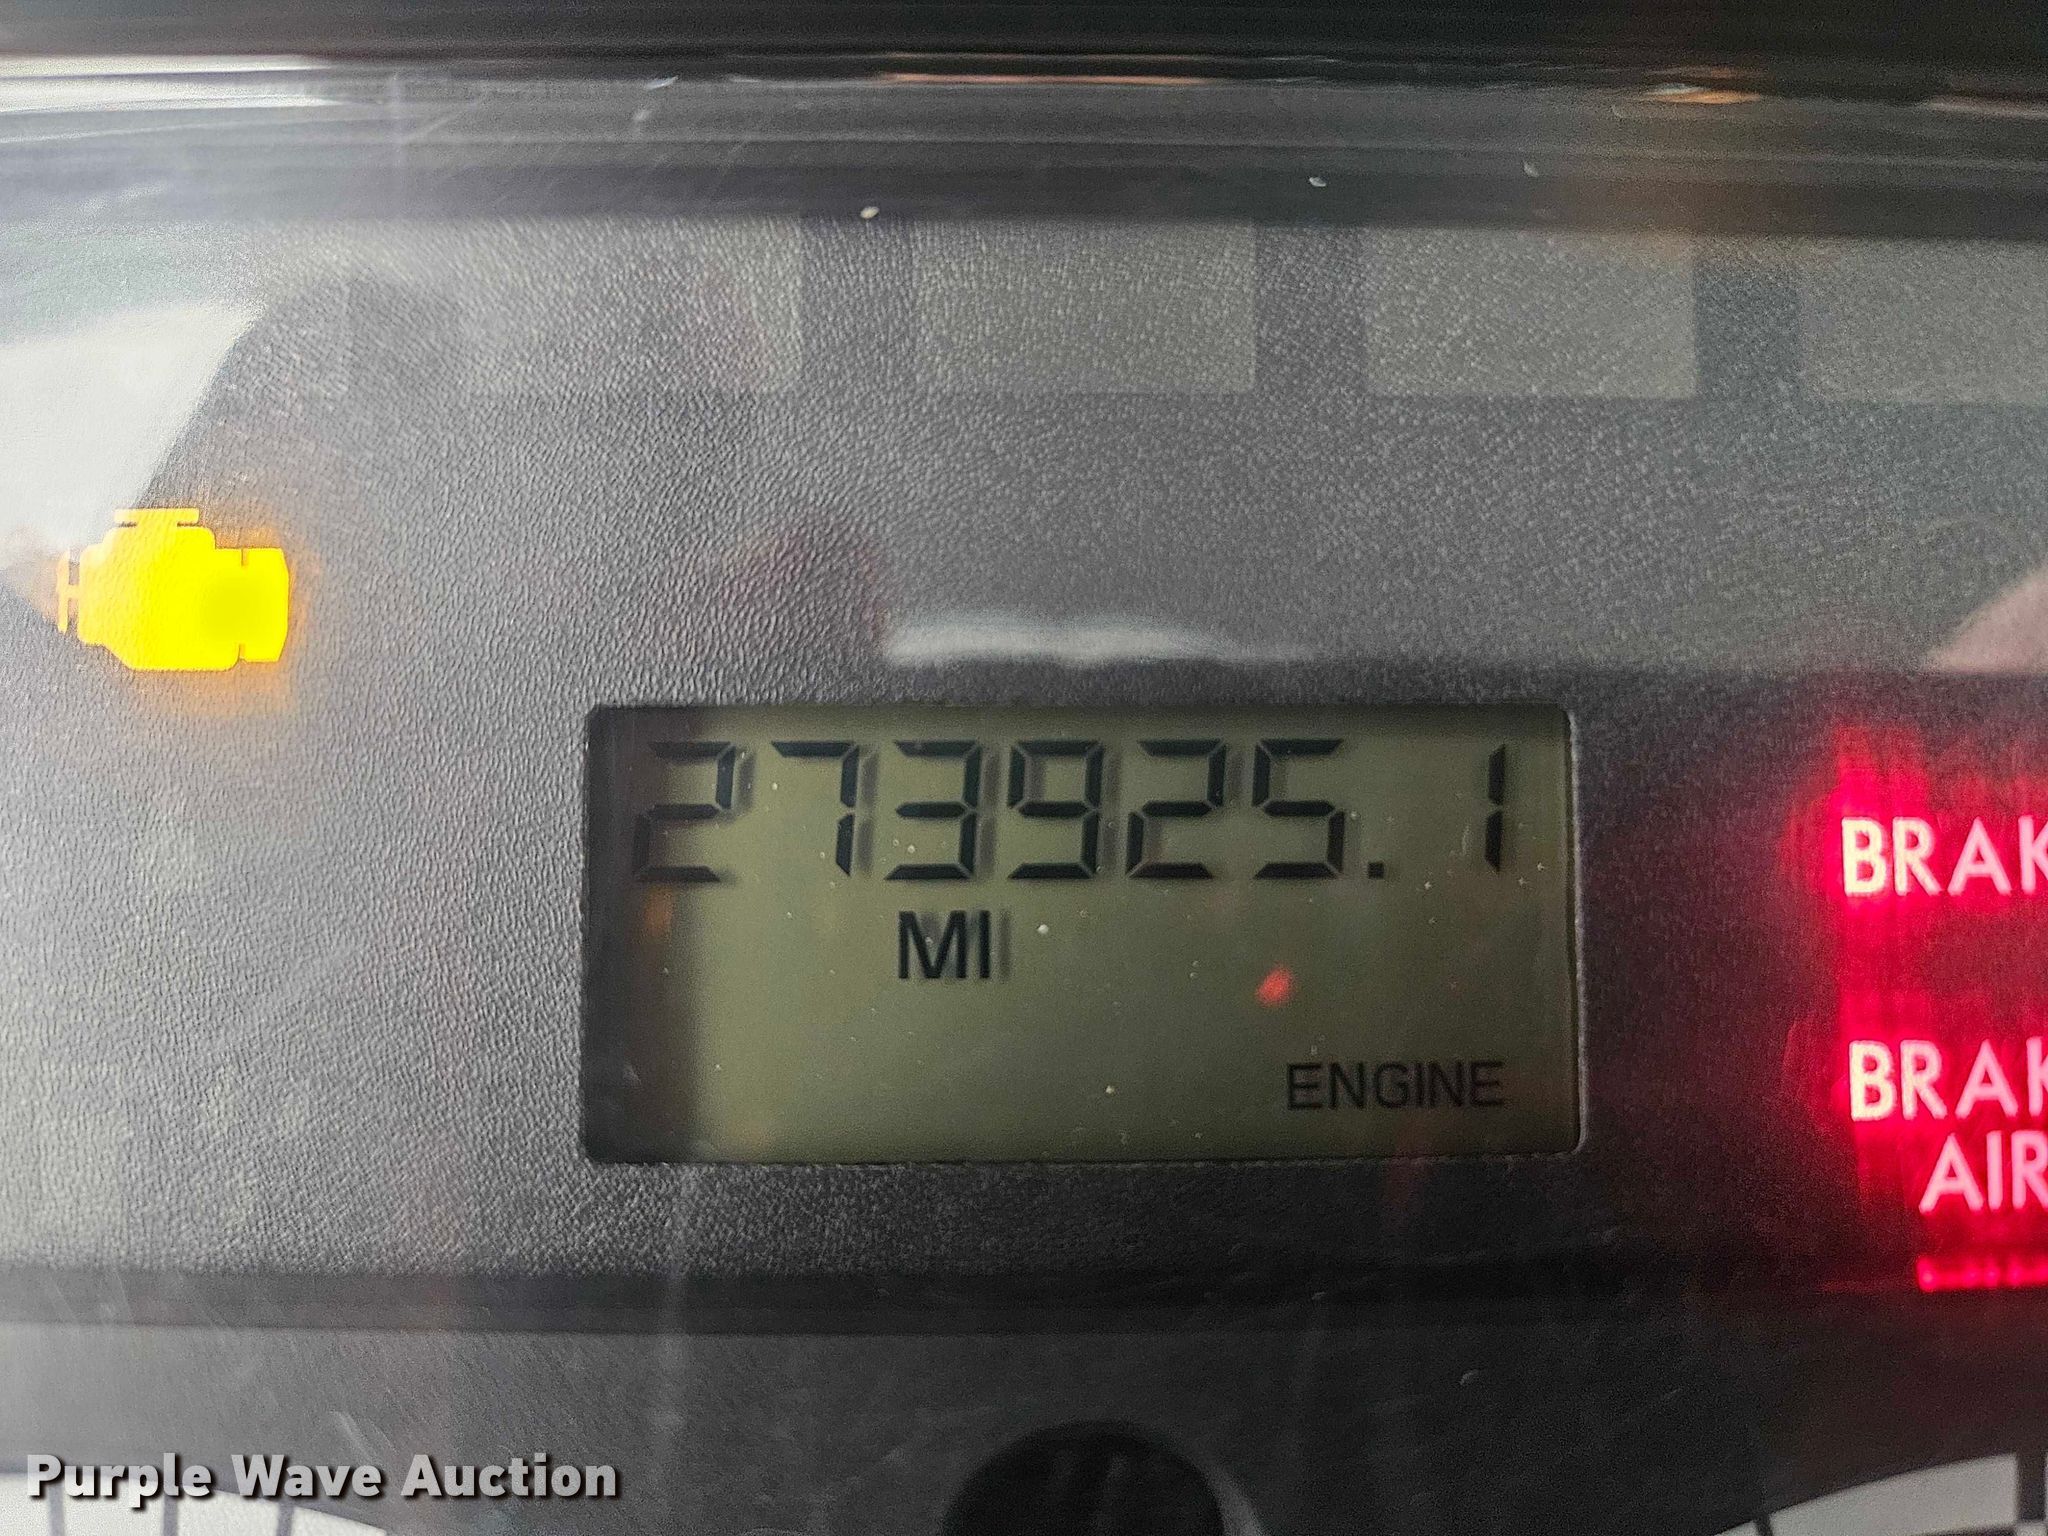 273925.1
MI
ENGINE
BRAK
BRAK
AIR
Purple Wave Auction